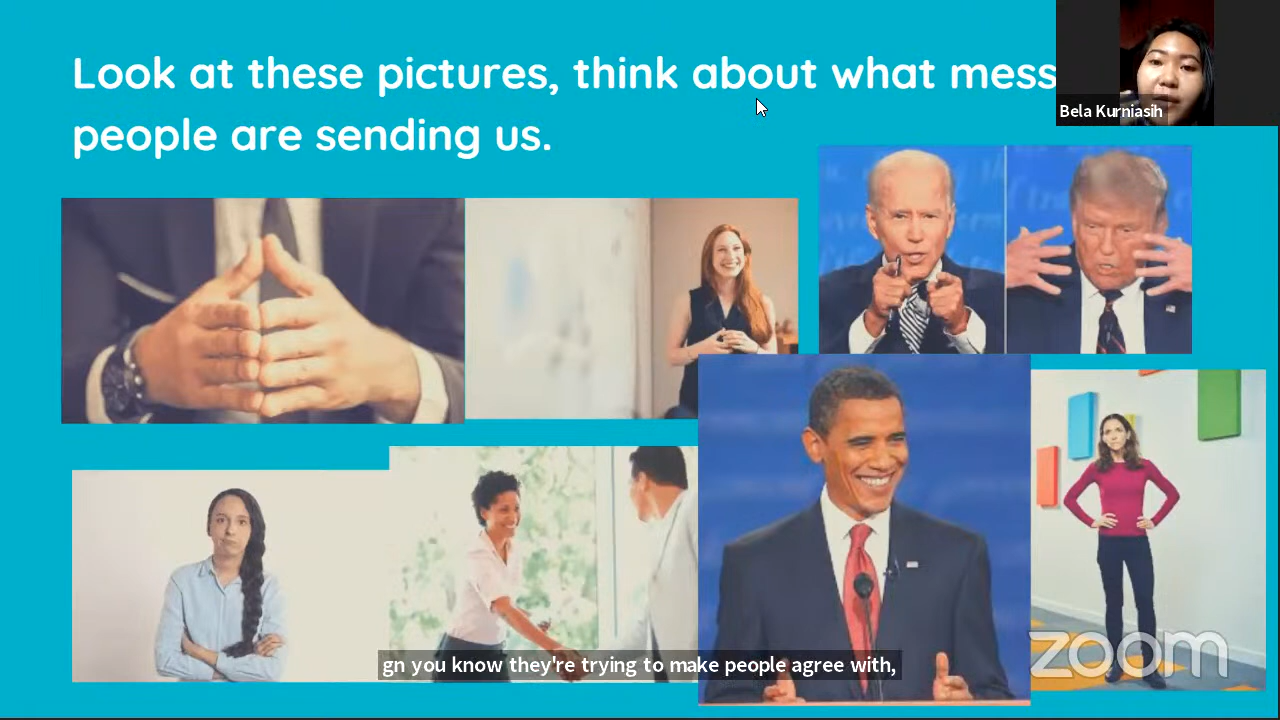 Look at these pictures, think about what mess
people are sending us.
Bela Kurniasih
gn you know they're trying to make people agree with,
zoom